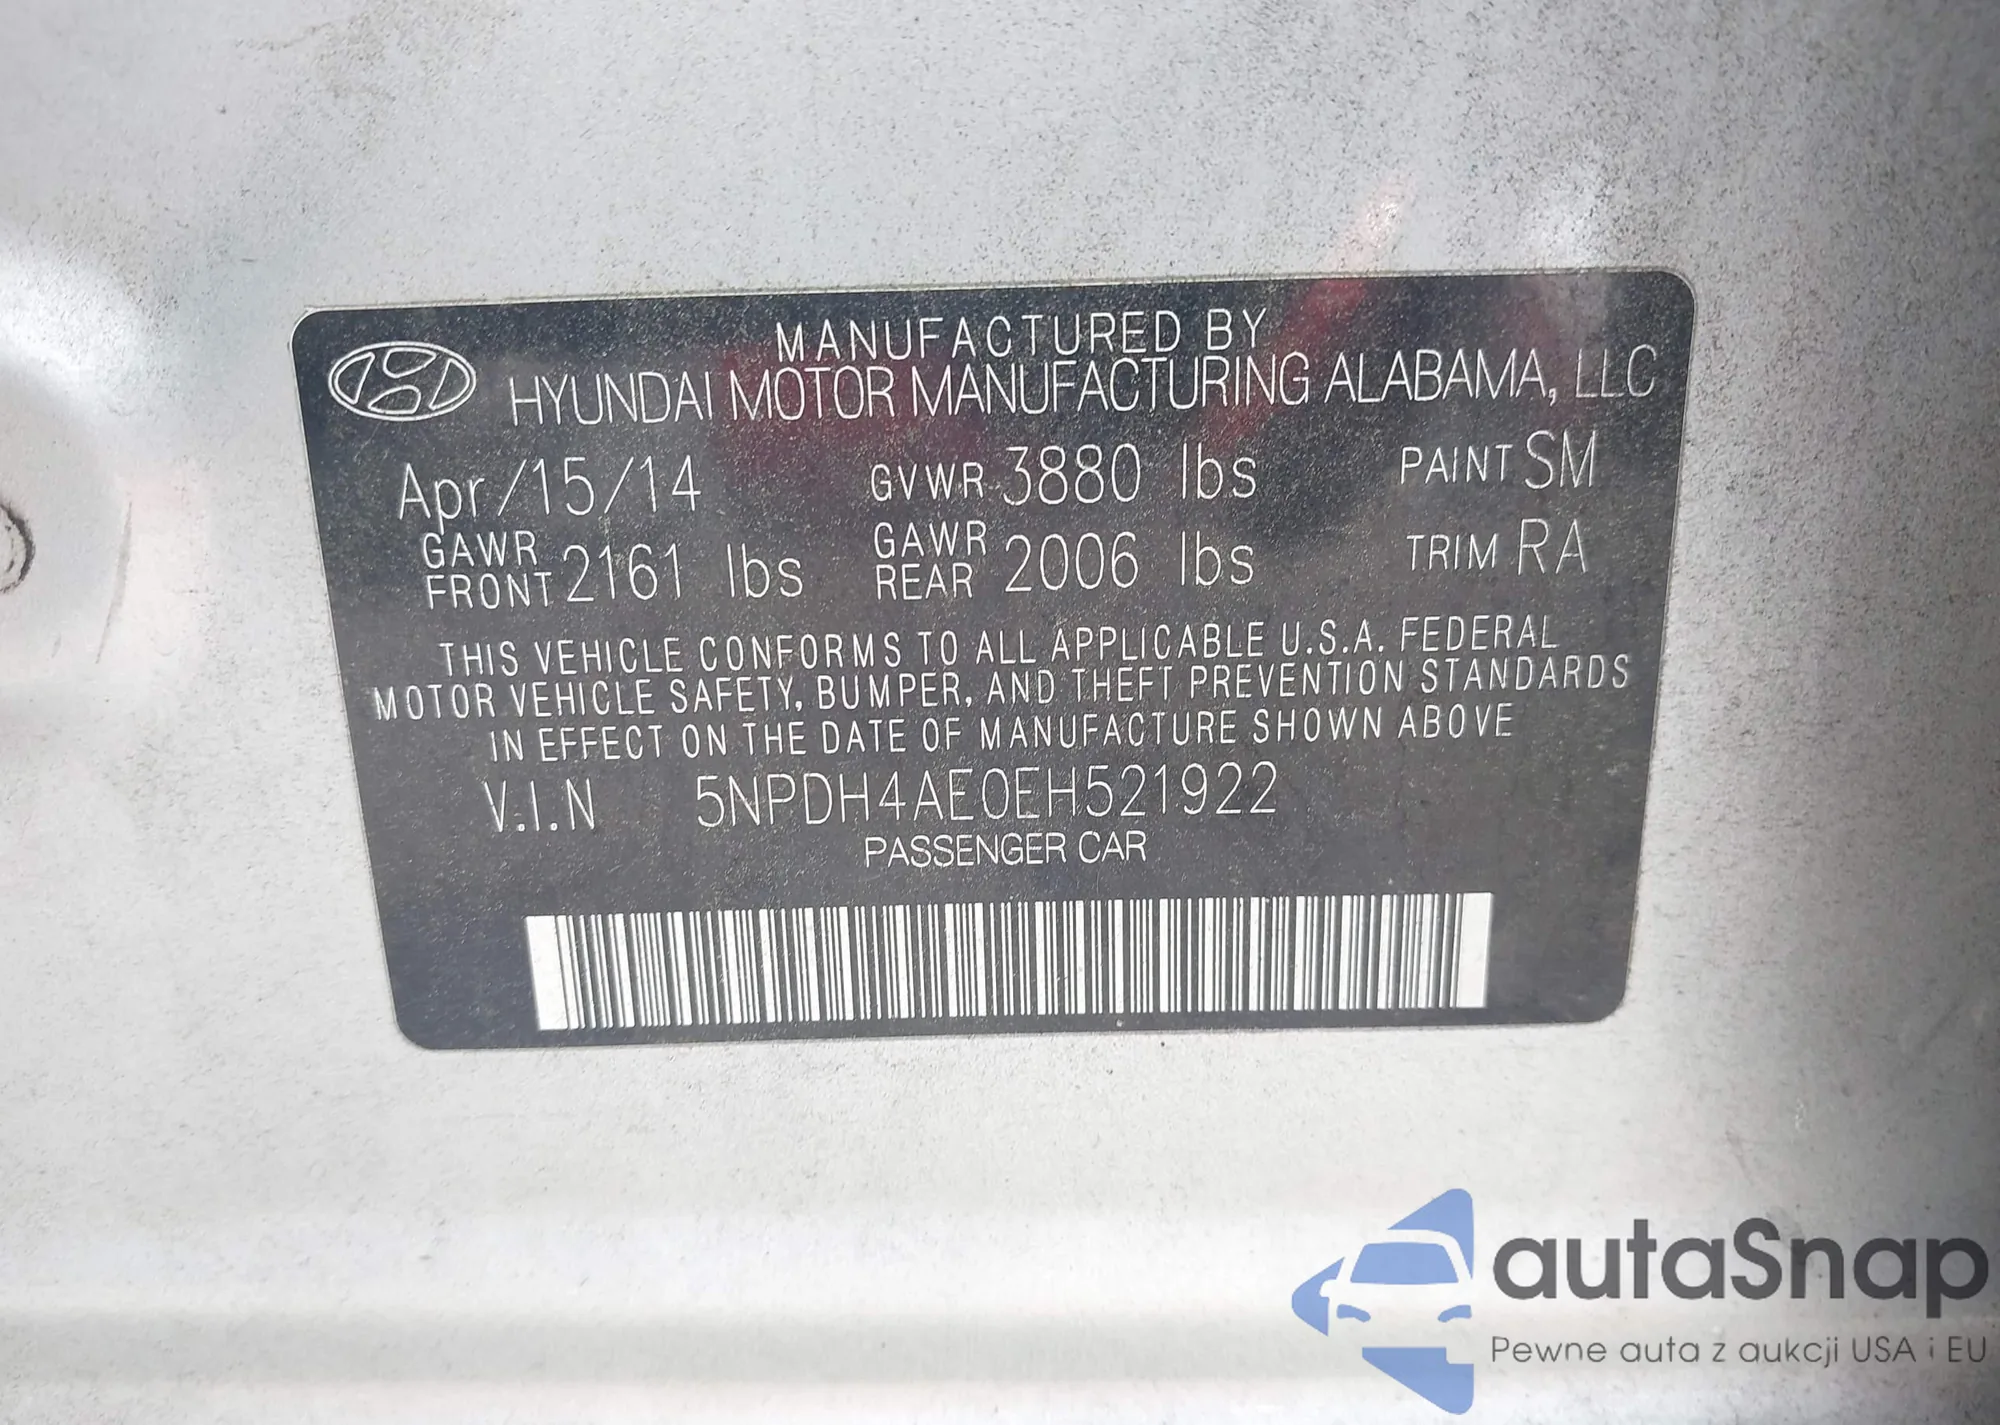 MANUFACTURED BY
HYUNDAI MOTOR MANUFACTURING ALABAMA, LLC
Apr/15/14 GVWR 3880 lbs PAINT SM
GAWR FRONT 2161 lbs GAWR REAR 2006 lbs TRIM RA
THIS VEHICLE CONFORMS TO ALL APPLICABLE U.S.A. FEDERAL
MOTOR VEHICLE SAFETY, BUMPER, AND THEFT PREVENTION STANDARDS
IN EFFECT ON THE DATE OF MANUFACTURE SHOWN ABOVE
V.I.N 5NPDH4AE0EH521922
PASSENGER CAR
autaSnap
Pewne auta z aukcji USA i EU